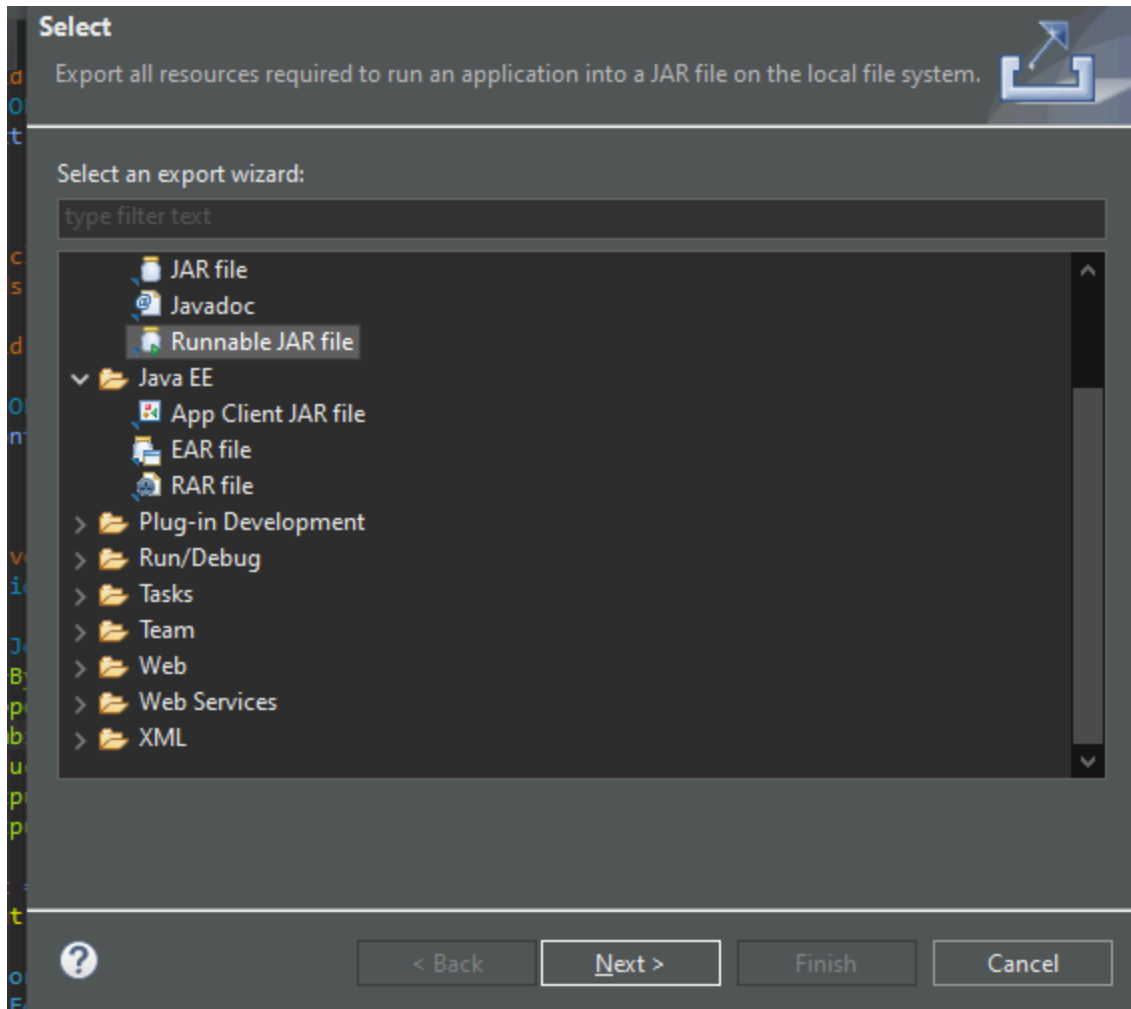 Select
Export all resources required to run an application into a JAR file on the local file system.
Select an export wizard:
type filter text
JAR file
Javadoc
Runnable JAR file
Java EE
App Client JAR file
EAR file
RAR file
Plug-in Development
Run/Debug
Tasks
Team
Web
Web Services
XML
< Back
Next >
Finish
Cancel